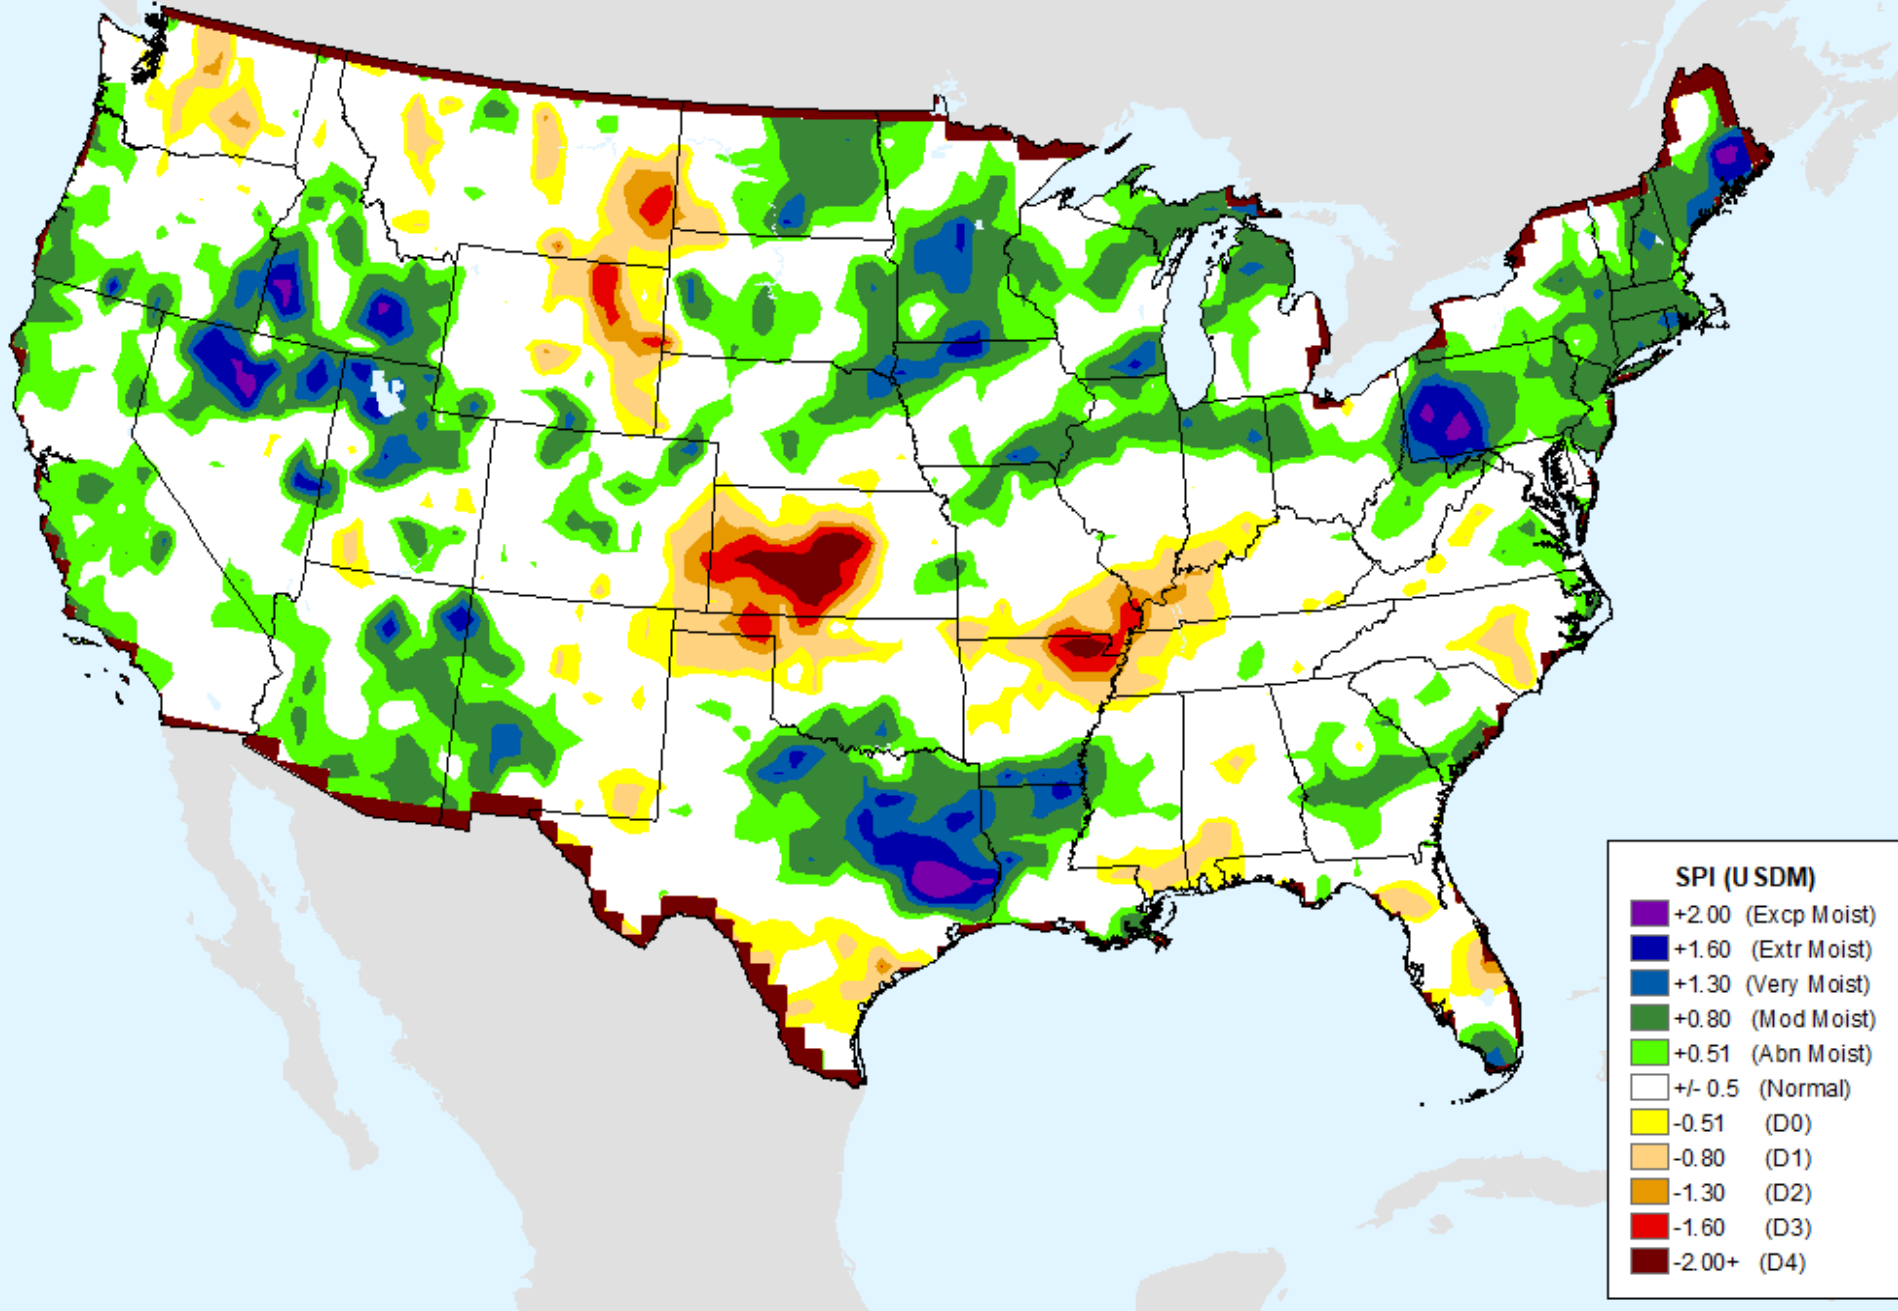 SPI (USDM)
+2.00 (Excp Moist)
+1.60 (Extr Moist)
+1.30 (Very Moist)
+0.80 (Mod Moist)
+0.51 (Abn Moist)
+/- 0.5 (Normal)
-0.51 (D0)
-0.80 (D1)
-1.30 (D2)
-1.60 (D3)
-2.00+ (D4)